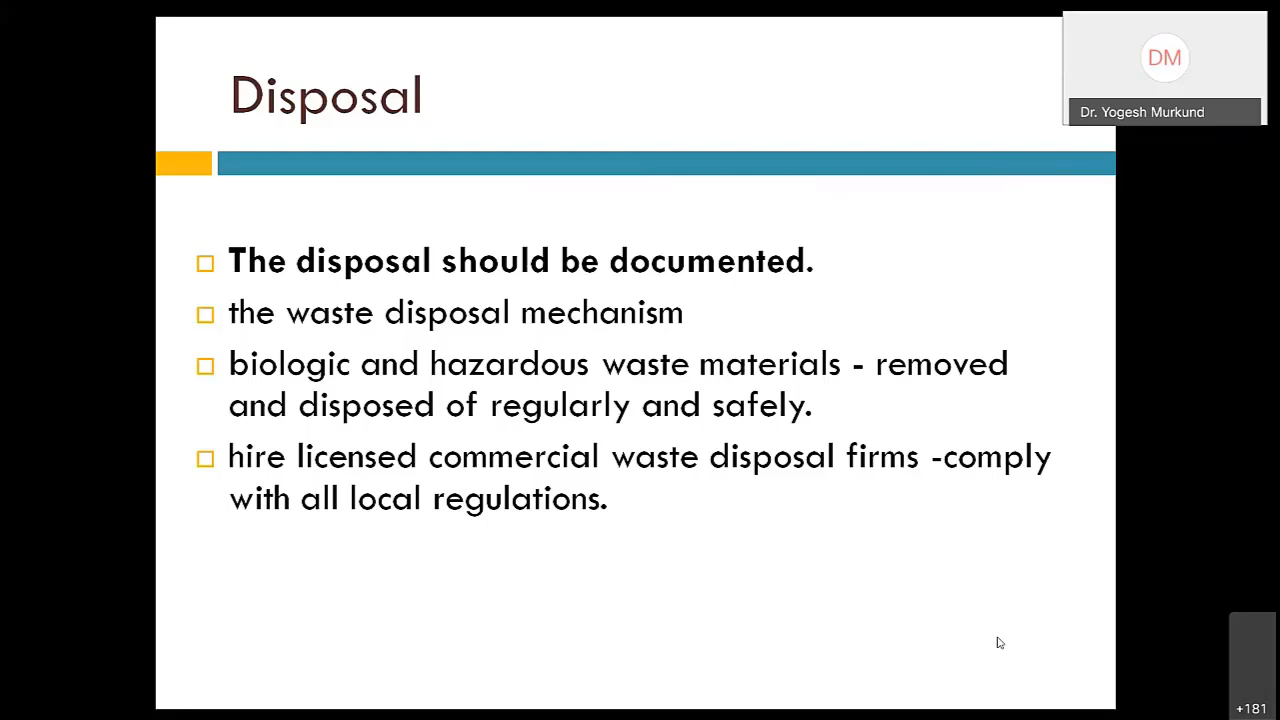 Disposal
DM
Dr. Yogesh Murkund
The disposal should be documented.
the waste disposal mechanism
biologic and hazardous waste materials - removed
and disposed of regularly and safely.
hire licensed commercial waste disposal firms -comply
with all local regulations.
+181